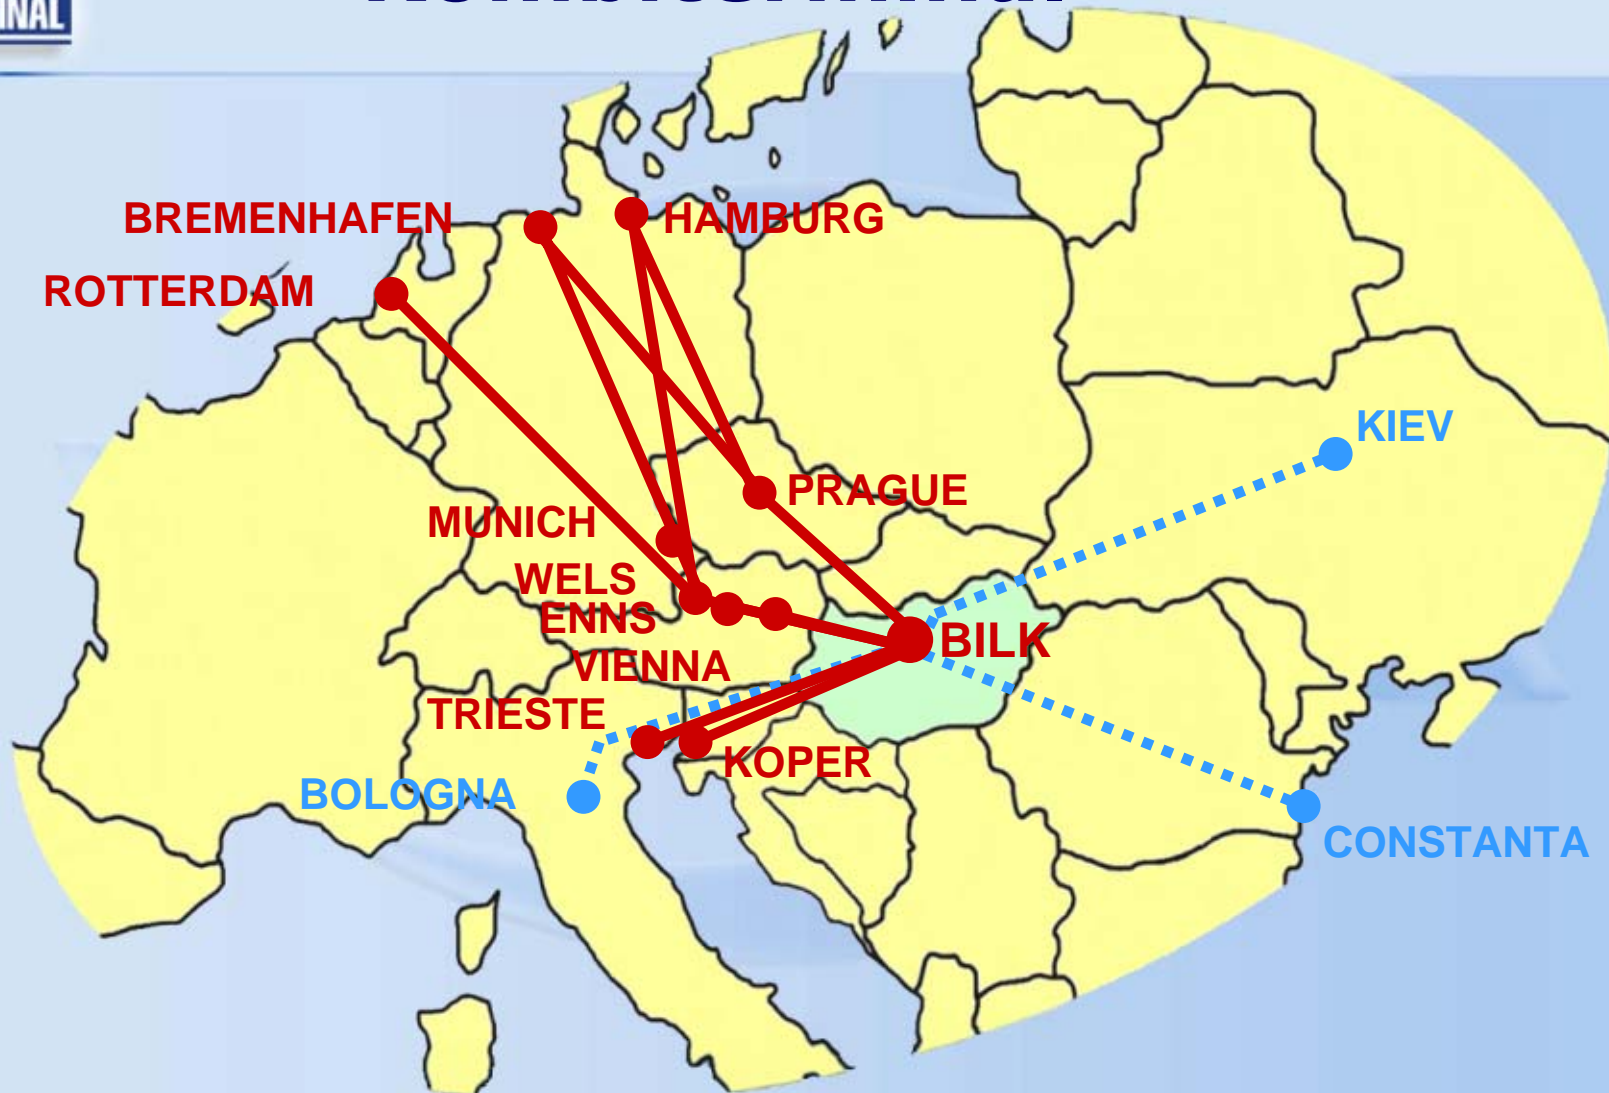 BREMENHAFEN
HAMBURG
ROTTERDAM
KIEV
PRAGUE
MUNICH
WELS
ENNS
BILK
VIENNA
TRIESTE
KOPER
BOLOGNA
CONSTANTA